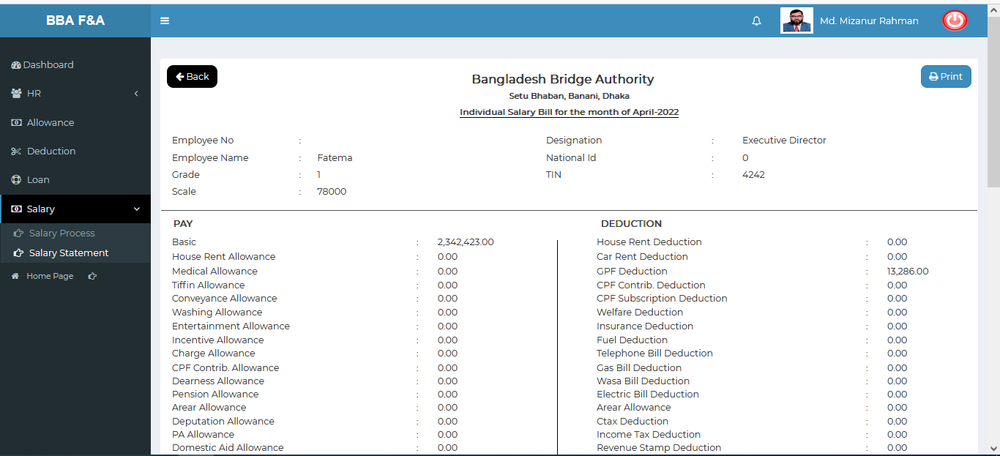 BBA F&A
Md. Mizanur Rahman
Dashboard
HR
Allowance
Deduction
Loan
Salary
Salary Process
Salary Statement
Home Page
Back
Bangladesh Bridge Authority
Print
Setu Bhaban, Banani, Dhaka
Individual Salary Bill for the month of April-2022
Employee No : Designation : Executive Director
Employee Name : Fatema National Id : 0
Grade : 1 TIN : 4242
Scale : 78000
PAY DEDUCTION
Basic : 2,342,423.00 House Rent Deduction : 0.00
House Rent Allowance : 0.00 Car Rent Deduction : 0.00
Medical Allowance : 0.00 GPF Deduction : 13,286.00
Tiffin Allowance : 0.00 CPF Contrib. Deduction : 0.00
Conveyance Allowance : 0.00 CPF Subscription Deduction : 0.00
Washing Allowance : 0.00 Welfare Deduction : 0.00
Entertainment Allowance : 0.00 Insurance Deduction : 0.00
Incentive Allowance : 0.00 Fuel Deduction : 0.00
Charge Allowance : 0.00 Telephone Bill Deduction : 0.00
CPF Contrib. Allowance : 0.00 Gas Bill Deduction : 0.00
Dearness Allowance : 0.00 Wasa Bill Deduction : 0.00
Pension Allowance : 0.00 Electric Bill Deduction : 0.00
Arear Allowance : 0.00 Arear Allowance : 0.00
Deputation Allowance : 0.00 Ctax Deduction : 0.00
PA Allowance : 0.00 Income Tax Deduction : 0.00
Domestic Aid Allowance : 0.00 Revenue Stamp Deduction : 0.00